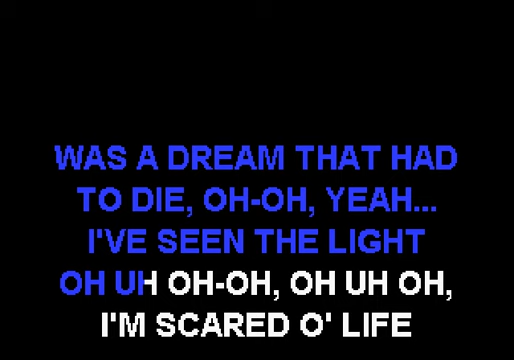 WAS A DREAM THAT HAD
TO DIE, OH-OH, YEAH...
I'VE SEEN THE LIGHT
OH UH OH-OH, OH UH OH,
I'M SCARED O' LIFE